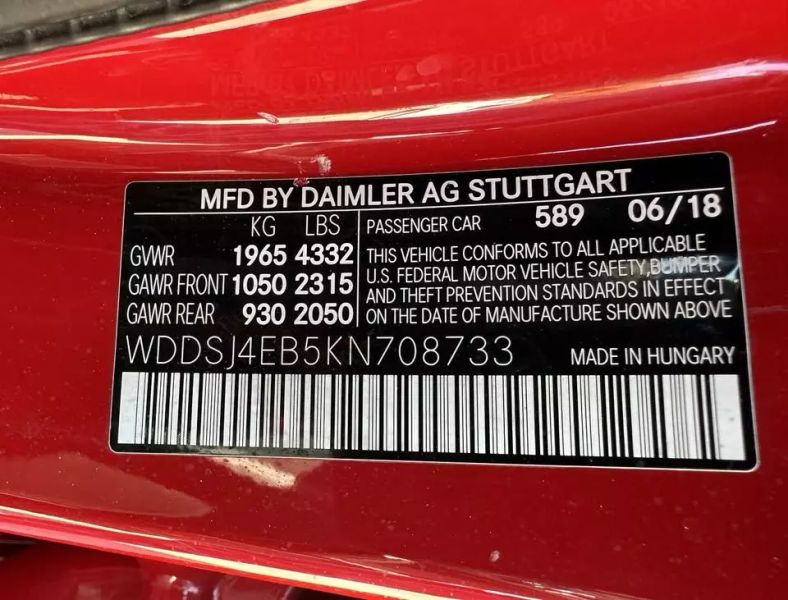 MFD BY DAIMLER AG STUTTGART
KG LBS
GVWR 1965 4332
GAWR FRONT 1050 2315
GAWR REAR 930 2050
PASSENGER CAR 589 06/18
THIS VEHICLE CONFORMS TO ALL APPLICABLE
U.S. FEDERAL MOTOR VEHICLE SAFETY,BUMPER
AND THEFT PREVENTION STANDARDS IN EFFECT
ON THE DATE OF MANUFACTURE SHOWN ABOVE
WDDSJ4EB5KN708733 MADE IN HUNGARY